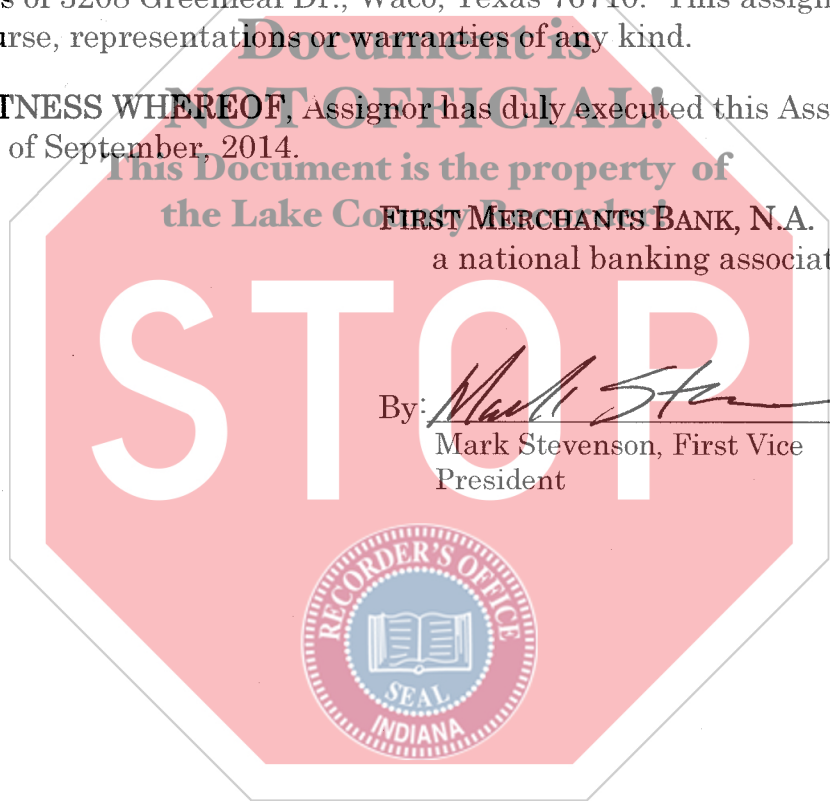 of 3208 Greenleaf Dr., Waco, Texas 76710. This assign
urse, representations or warranties of any kind.
Document is
TNESS WHEREOF, Assignor has duly executed this Ass
NOT OFFICIAL!
of September, 2014.
This Document is the property of
the Lake County Recorder!
FIRST MERCHANTS BANK, N.A.
a national banking associat
STOP
By:
Mark Stevenson, First Vice
President
RECORDER'S OFFICE
SEAL
INDIANA